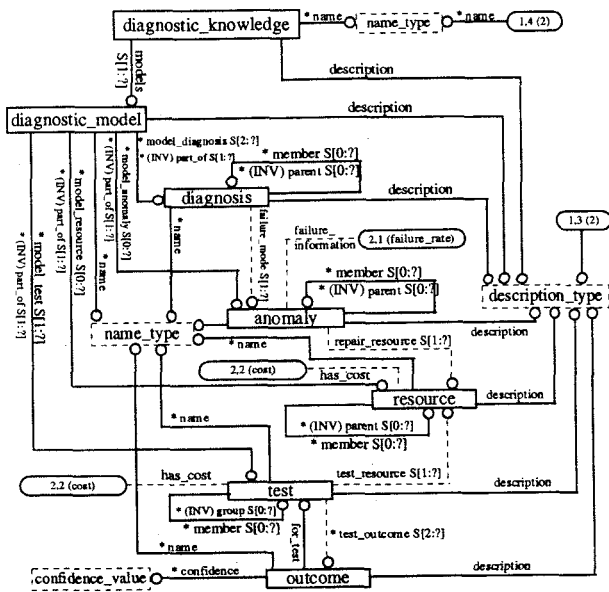 diagnostic_knowledge
* name
name_type
* name
1,4 (2)
models
S[1:?]
description
description
diagnostic_model
description
* model_diagnosis S[2:?]
* (INV) part_of S[1:?]
* member S[0:?]
* (INV) parent S[0:?]
diagnosis
description
* model_anomaly S[0:?]
* (INV) part_of S[1:?]
* name
* model_resource S[0:?]
* (INV) part_of S[1:?]
* model_test S[1:?]
* (INV) part_of S[1:?]
* name
failure_mode S[1:?]
failure_
information
2,1 (failure_rate)
1,3 (2)
* member S[0:?]
* (INV) parent S[0:?]
description_type
anomaly
name_type
description
* name
repair_resource S[1:?]
2,2 (cost)
has_cost
resource
description
* (INV) parent S[0:?]
* member S[0:?]
* name
test_resource S[1:?]
2,2 (cost)
has_cost
test
description
* (INV) group S[0:?]
* member S[0:?]
for_test
* test_outcome S[2:?]
* name
confidence_value
* confidence
outcome
description